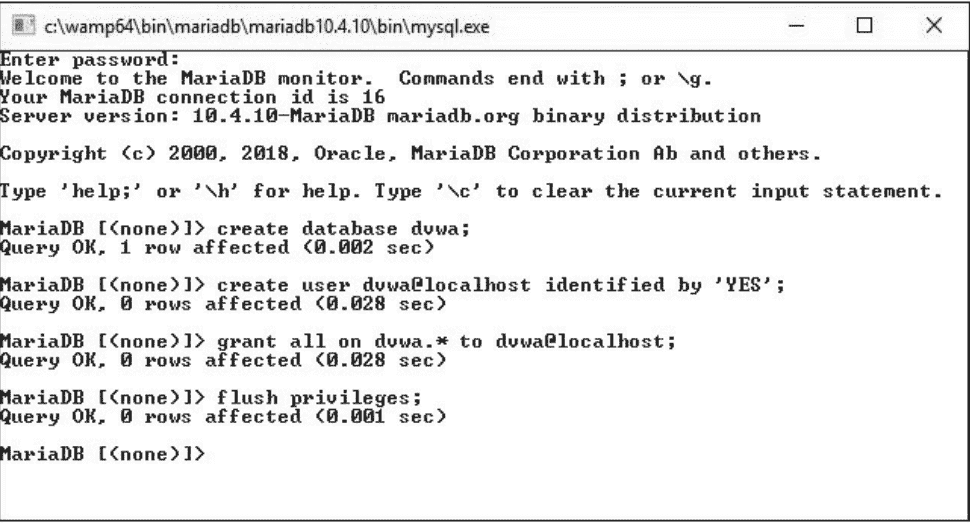 c:\wamp64\bin\mariadb\mariadb10.4.10\bin\mysql.exe
Enter password:
Welcome to the MariaDB monitor.  Commands end with ; or \g.
Your MariaDB connection id is 16
Server version: 10.4.10-MariaDB mariadb.org binary distribution
Copyright (c) 2000, 2018, Oracle, MariaDB Corporation Ab and others.
Type 'help;' or '\h' for help. Type '\c' to clear the current input statement.
MariaDB [(none)]> create database dvwa;
Query OK, 1 row affected (0.002 sec)
MariaDB [(none)]> create user dvwa@localhost identified by 'YES';
Query OK, 0 rows affected (0.028 sec)
MariaDB [(none)]> grant all on dvwa.* to dvwa@localhost;
Query OK, 0 rows affected (0.028 sec)
MariaDB [(none)]> flush privileges;
Query OK, 0 rows affected (0.001 sec)
MariaDB [(none)]>